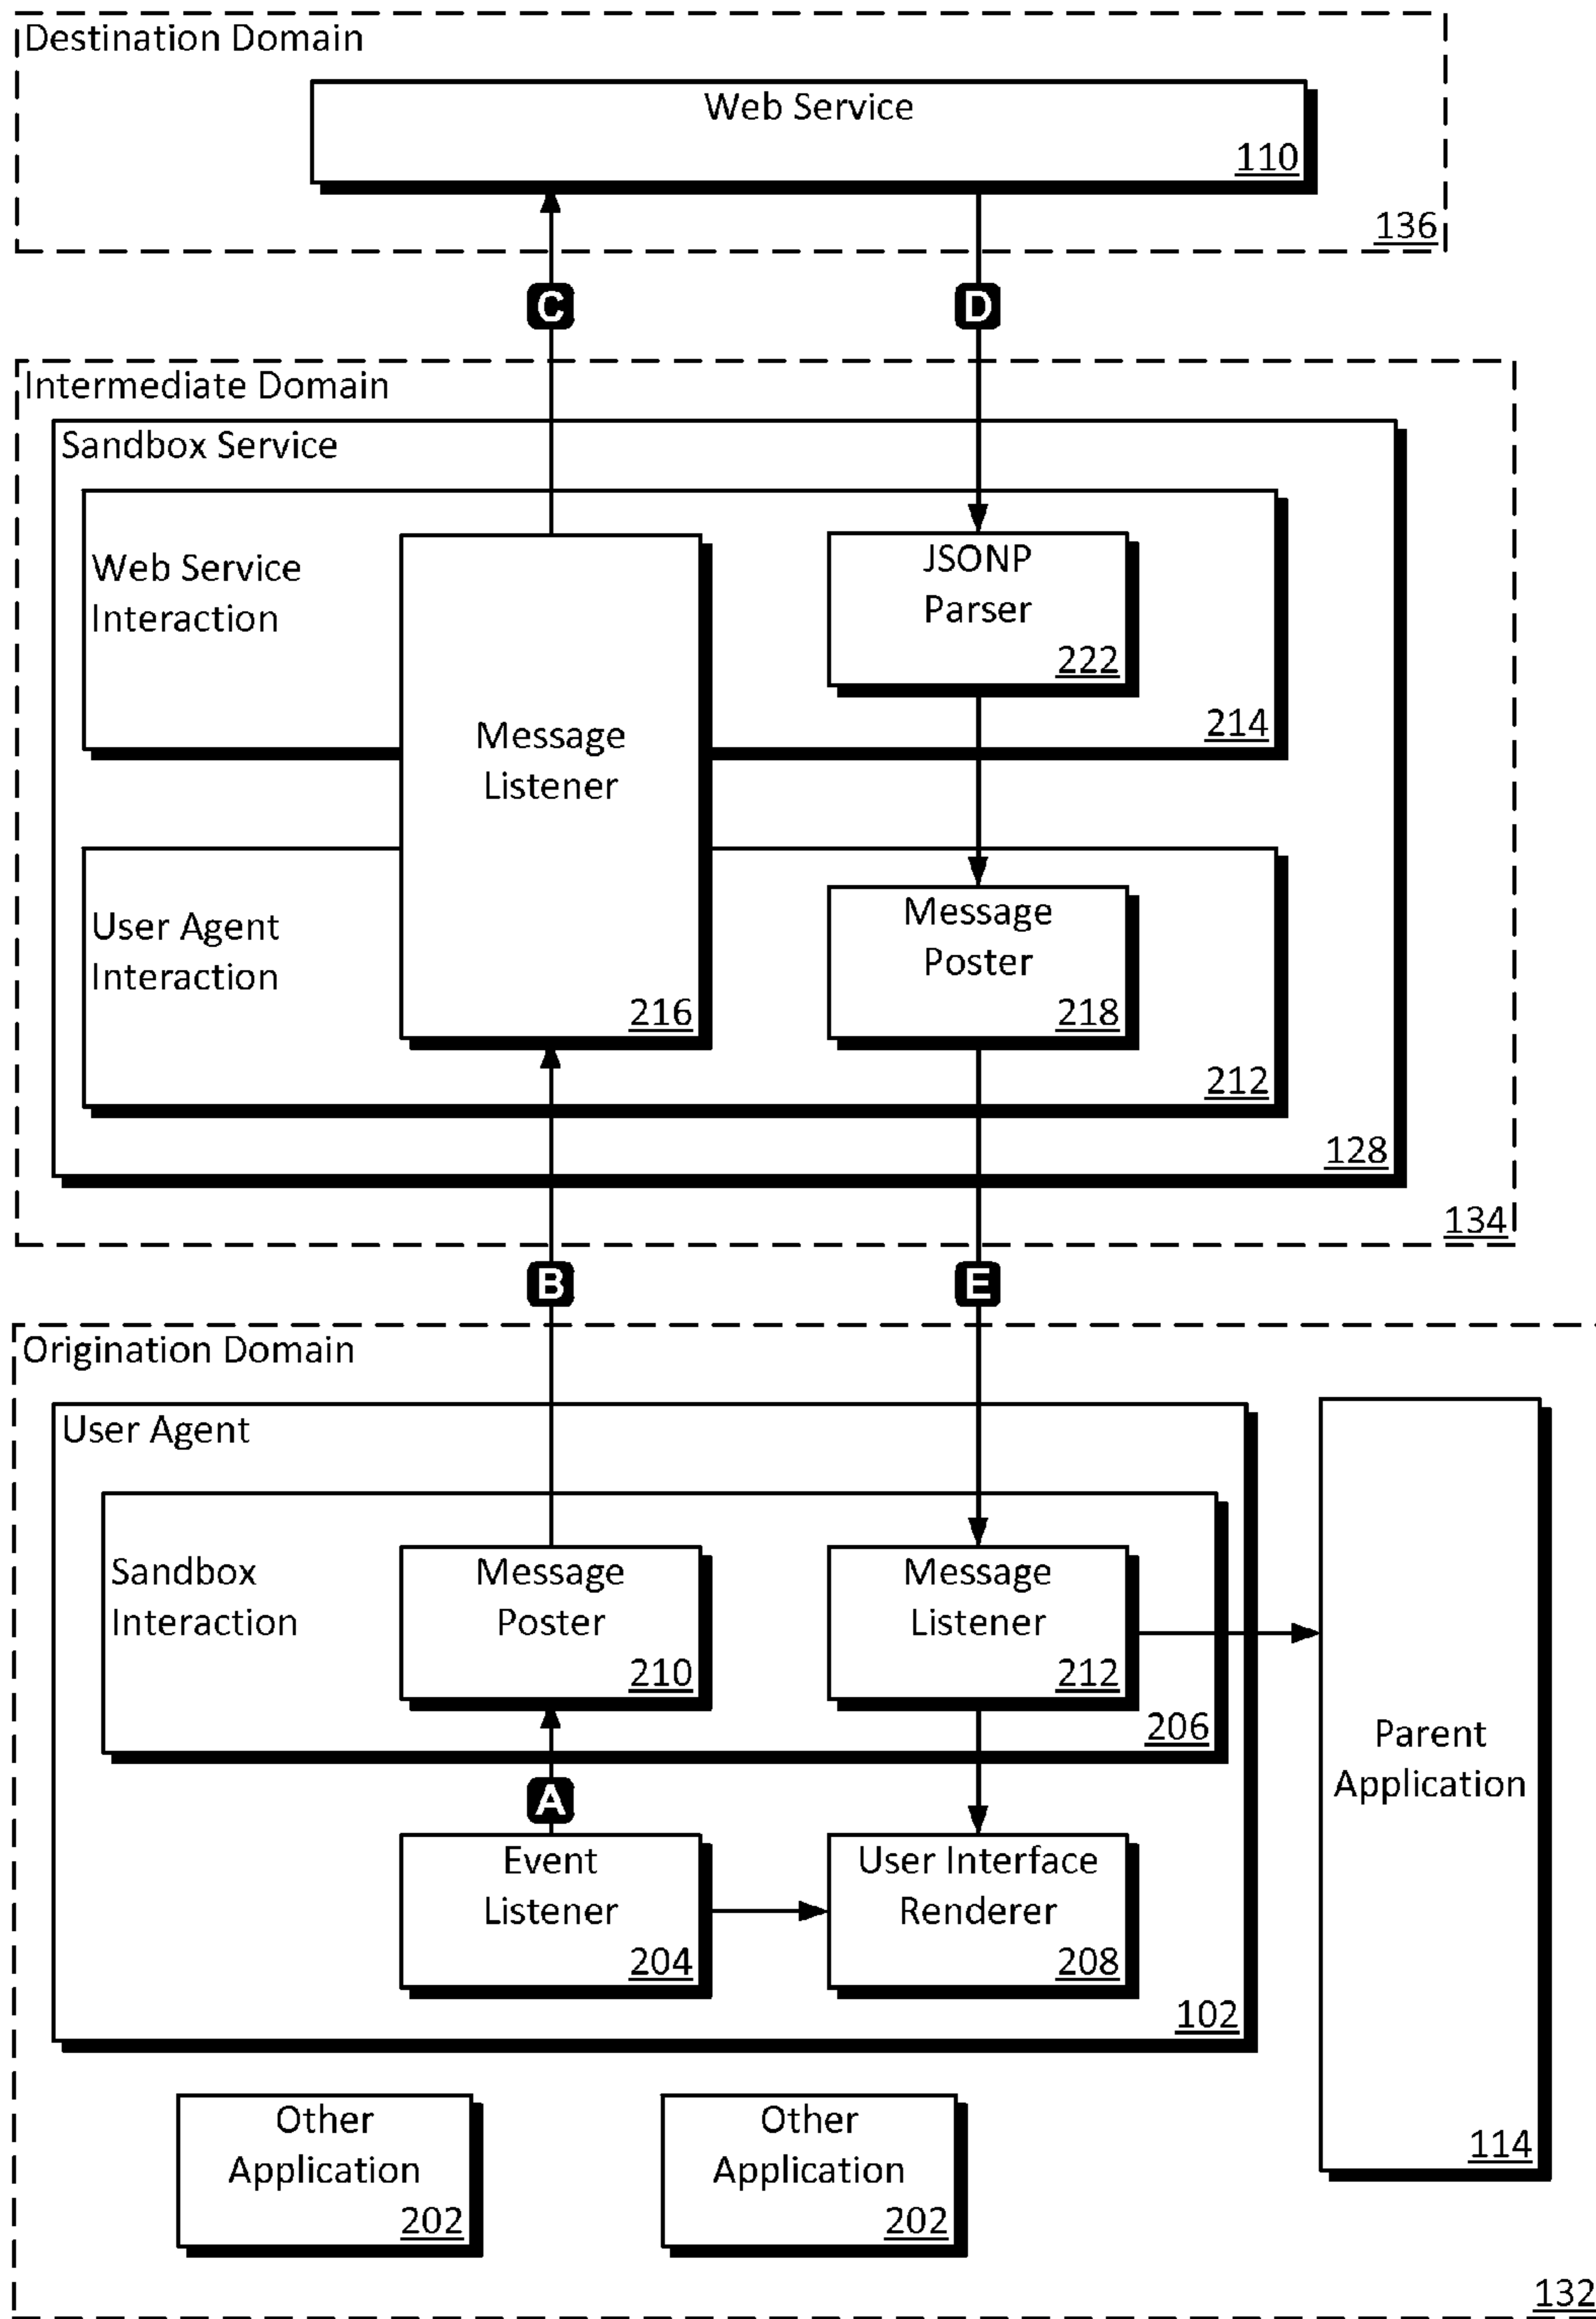 Destination Domain
Web Service
110
136
C
D
Intermediate Domain
Sandbox Service
Web Service
Interaction
JSONP
Parser
222
214
Message
Listener
216
User Agent
Interaction
Message
Poster
218
212
128
134
B
E
Origination Domain
User Agent
Sandbox
Interaction
Message
Poster
210
Message
Listener
212
206
A
Event
Listener
204
User Interface
Renderer
208
102
Parent
Application
114
Other
Application
202
Other
Application
202
132